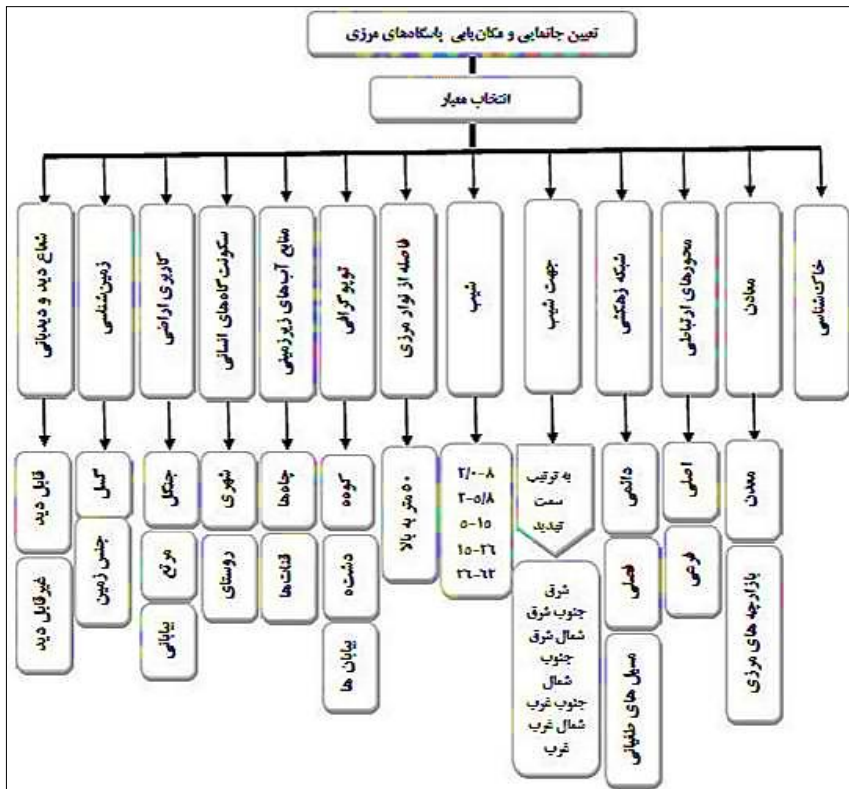 تعیین جانمایی و مکان‌یابی پاسگاه‌های مرزی
انتخاب معیار
خاک‌شناسی
معادن
محورهای ارتباطی
شبکه زهکشی
جهت شیب
شیب
فاصله از نوار مرزی
توپوگرافی
منابع آب‌های زیرزمینی
سکونت‌گاه‌های انسانی
کاربری اراضی
زمین‌شناسی
شعاع دید و دیدبانی
معدن
بازارچه های مرزی
اصلی
فرعی
دائمی
فصلی
مسیل های طغیانی
به ترتیب
سمت
تهدید
شرق
جنوب شرق
شمال شرق
جنوب
شمال
جنوب غرب
شمال غرب
غرب
۲/۰-۸
۲-۵/۸
۵-۱۵
۱۵-۲۶
۲۶-۶۲
۵۰ متر به بالا
کوه‌ه
دشت‌ه
بیابان ها
چاه‌ها
قنات‌ها
شهری
روستای
جنگل
مرتع
بیابانی
گسل
جنس زمین
قابل دید
غیرقابل دید